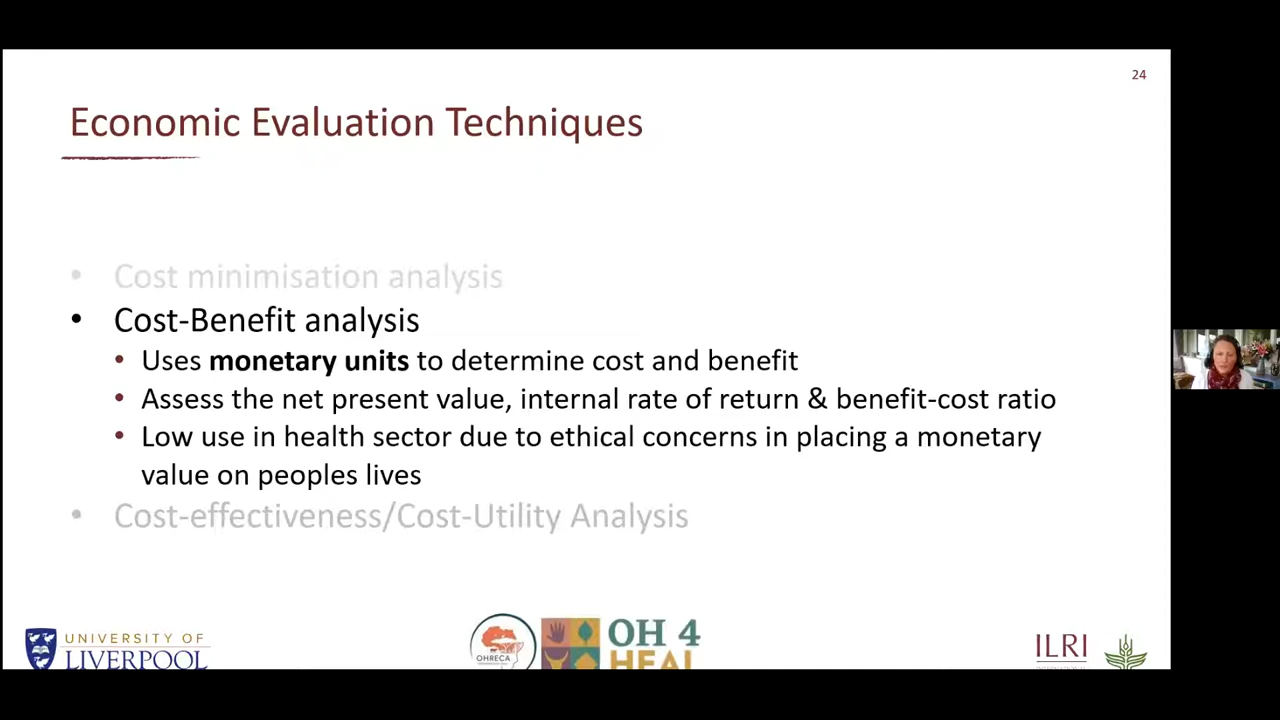 24
Economic Evaluation Techniques
• Cost minimisation analysis
• Cost-Benefit analysis
• Uses monetary units to determine cost and benefit
• Assess the net present value, internal rate of return & benefit-cost ratio
• Low use in health sector due to ethical concerns in placing a monetary
value on peoples lives
• Cost-effectiveness/Cost-Utility Analysis
UNIVERSITY OF
LIVERPOOL
OHRECA
OH 4
HEAL
ILRI